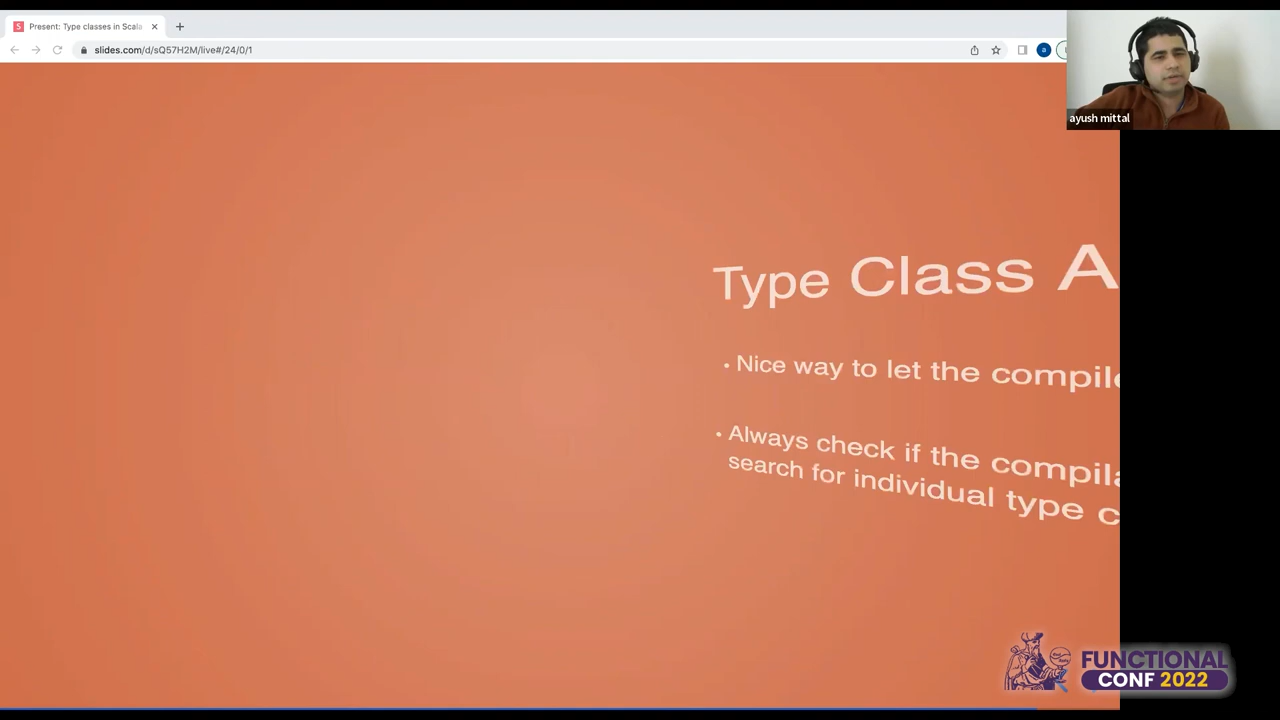 Present: Type classes in Scala
slides.com/d/sQ57H2M/live#/24/0/1
a
ayush mittal
Type Class A
• Nice way to let the compile
• Always check if the compila
search for individual type c
FUNCTIONAL
CONF 2022